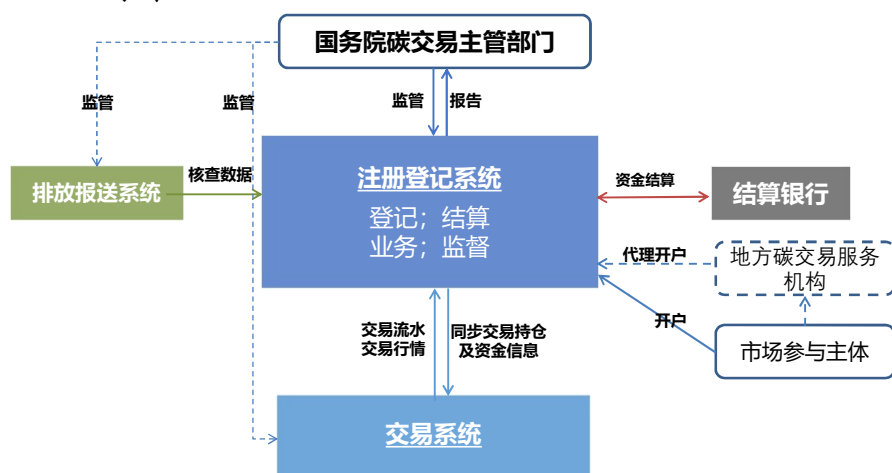 国务院碳交易主管部门
监管
监管
监管
报告
排放报送系统
核查数据
注册登记系统
登记；结算
业务；监督
资金结算
结算银行
代理开户
地方碳交易服务
机构
开户
市场参与主体
交易流水
交易行情
同步交易持仓
及资金信息
交易系统